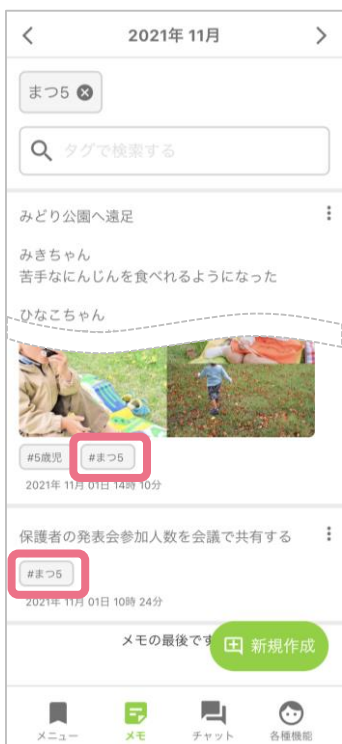 2021年 11月
まつ5
タグで検索する
みどり公園へ遠足
みきちゃん
苦手なにんじんを食べれるようになった
ひなこちゃん
#5歳児 #まつ5
2021年 11月 01日 14時 10分
保護者の発表会参加人数を会議で共有する
#まつ5
2021年 11月 01日 10時 24分
メモの最後です
新規作成
メニュー メモ チャット 各種機能